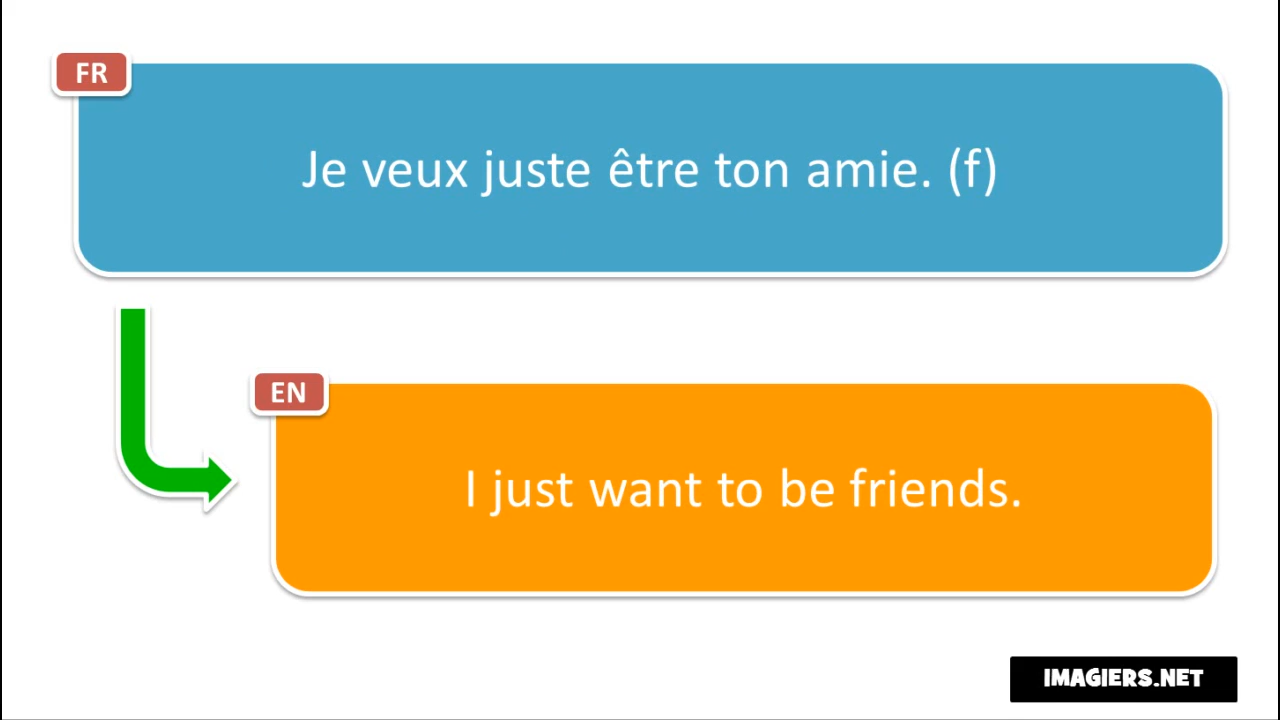 FR
Je veux juste être ton amie. (f)
EN
I just want to be friends.
IMAGIERS.NET